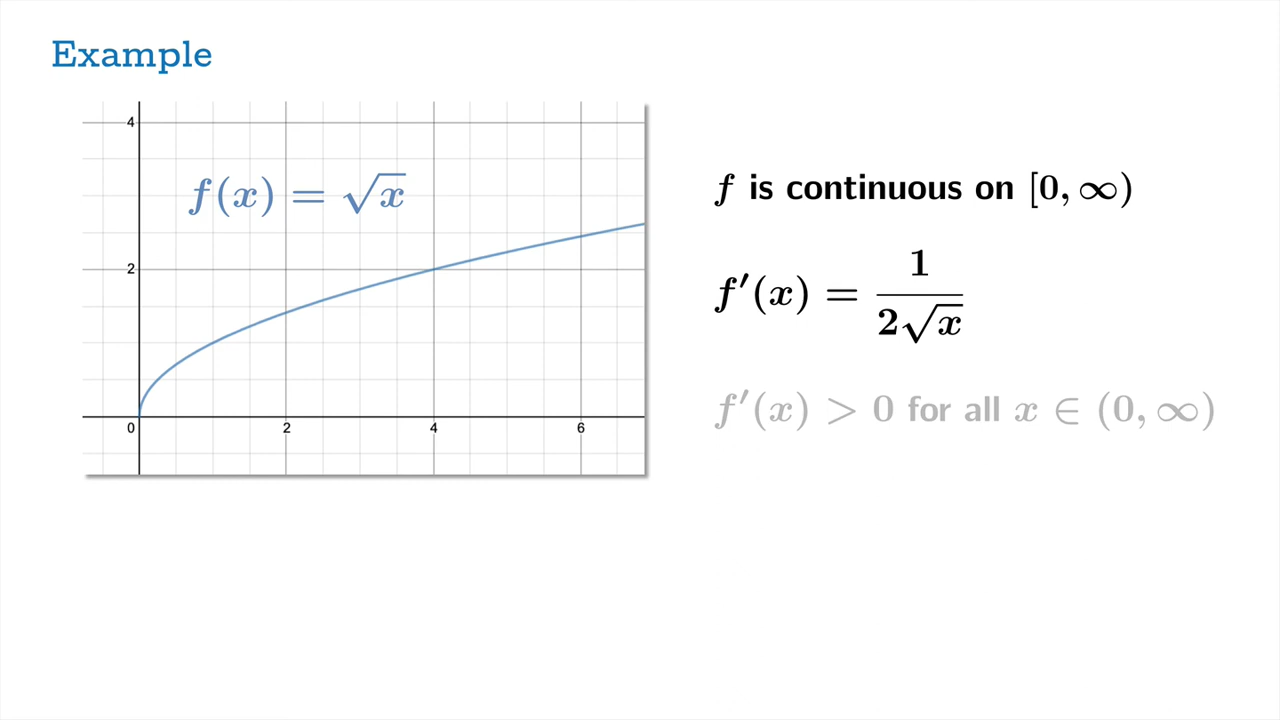 Example
4
f(x) = √x
2
0 2 4 6
f is continuous on [0, ∞)
f′(x) = 1 / 2√x
f′(x) > 0 for all x ∈ (0, ∞)